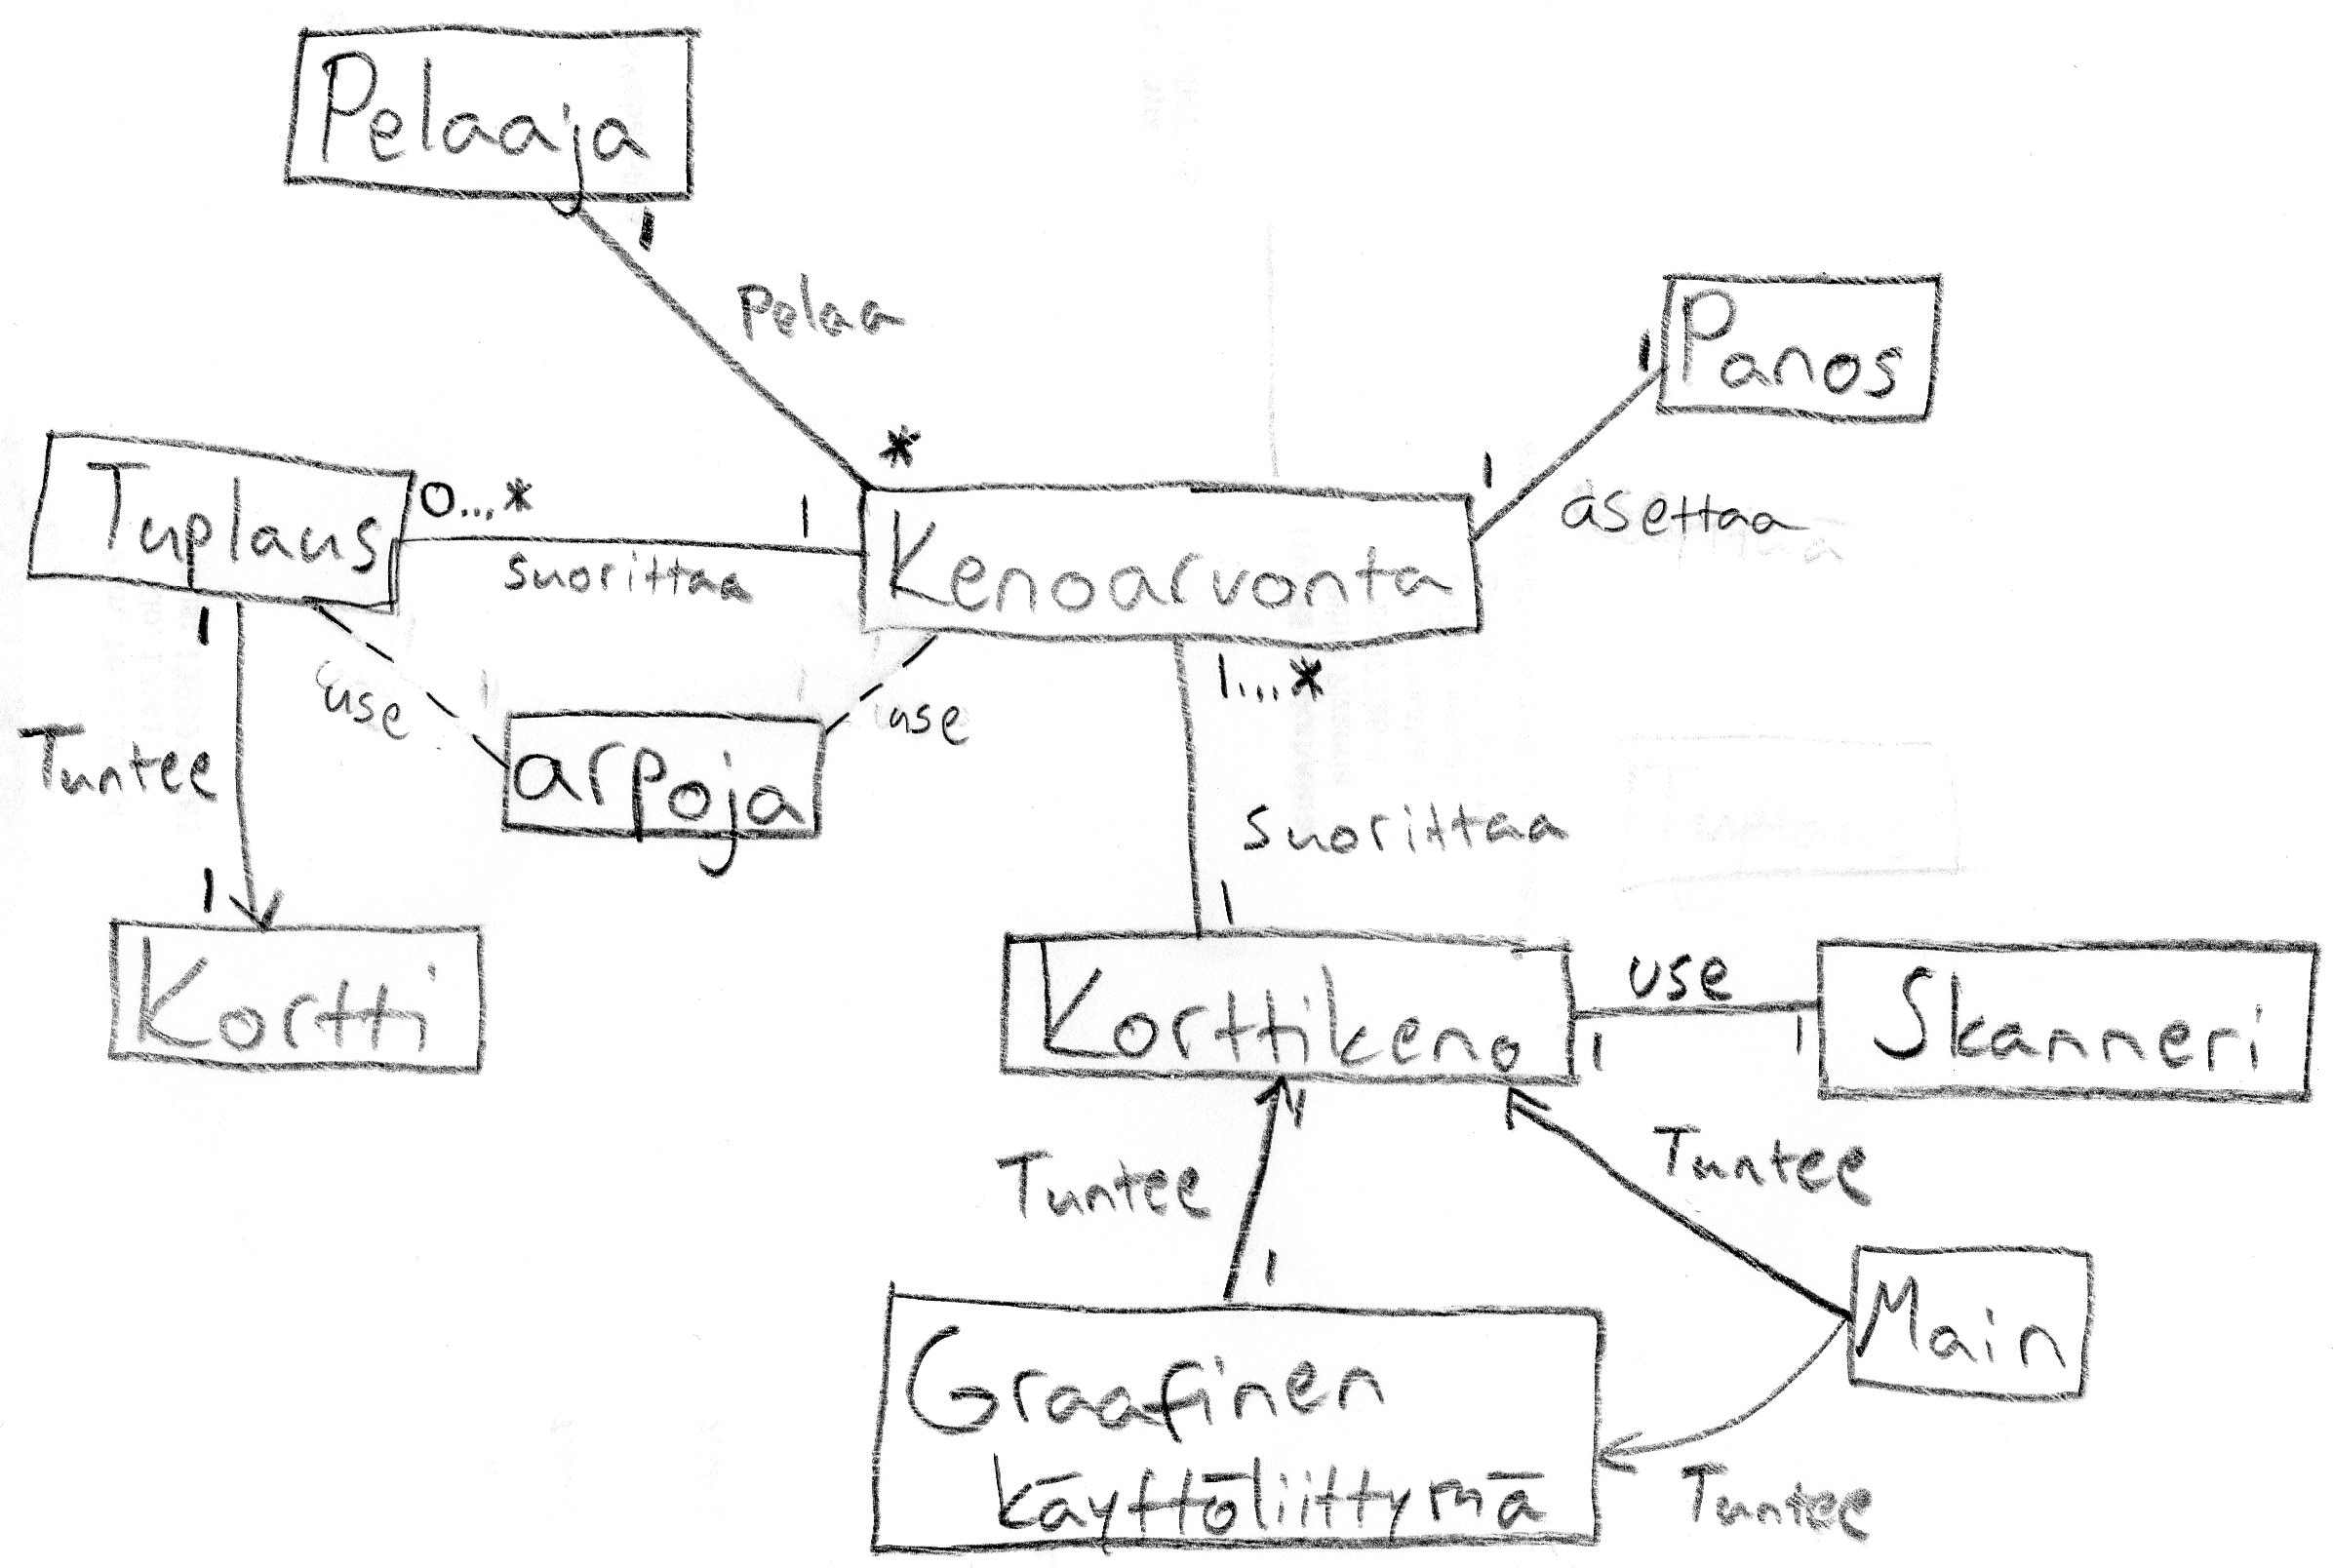 Pelaaja
1
Pelaa
Panos
1
*
1
asettaa
Tuplaus
0...*
1
suorittaa
Kenoarvonta
1
use
use
1...*
arpoja
Tuntee
suorittaa
1
1
Kortti
Korttikeno
use
1
1
Skanneri
1
Tuntee
Tuntee
1
Main
Graafinen
käyttöliittymä
Tuntee